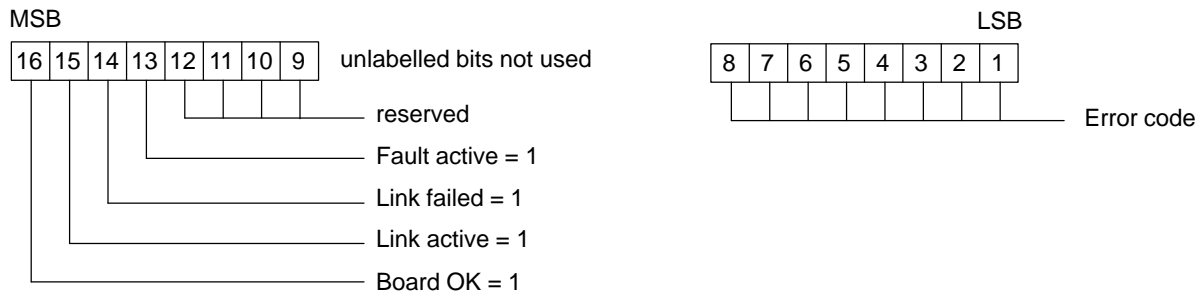 MSB
LSB
16 15 14 13 12 11 10 9 unlabelled bits not used
8 7 6 5 4 3 2 1
reserved
Error code
Fault active = 1
Link failed = 1
Link active = 1
Board OK = 1